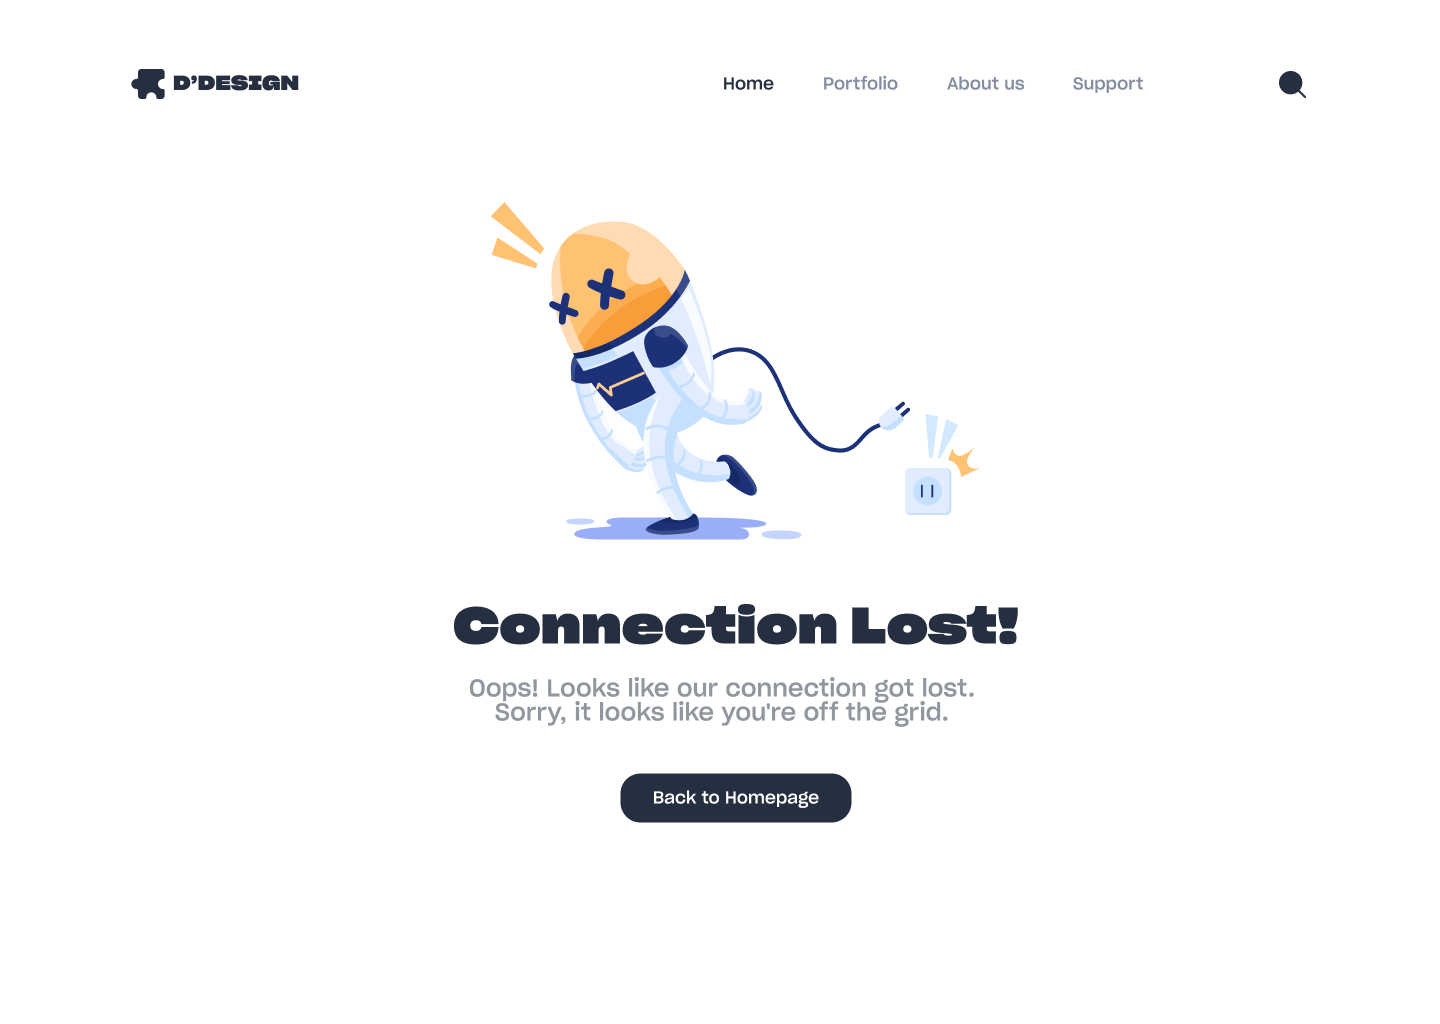 D'DESIGN
Home Portfolio About us Support
Connection Lost!
Oops! Looks like our connection got lost.
Sorry, it looks like you're off the grid.
Back to Homepage